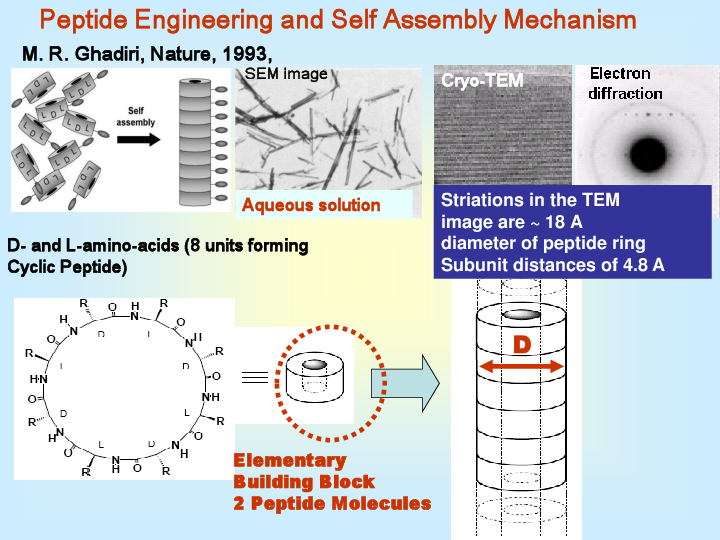 Peptide Engineering and Self Assembly Mechanism
M. R. Ghadiri, Nature, 1993,
SEM Image
Cryo-TEM
Electron
diffraction
Self
assembly
Aqueous solution
Striations in the TEM
image are ~ 18 A
diameter of peptide ring
Subunit distances of 4.8 A
D- and L-amino-acids (8 units forming
Cyclic Peptide)
R O H R
H N O
N D L
O N H
R R
L D
H N O
O N H
D L
R R
N O
H L D N
O H
R N O R
H
D
Elementary
Building Block
2 Peptide Molecules